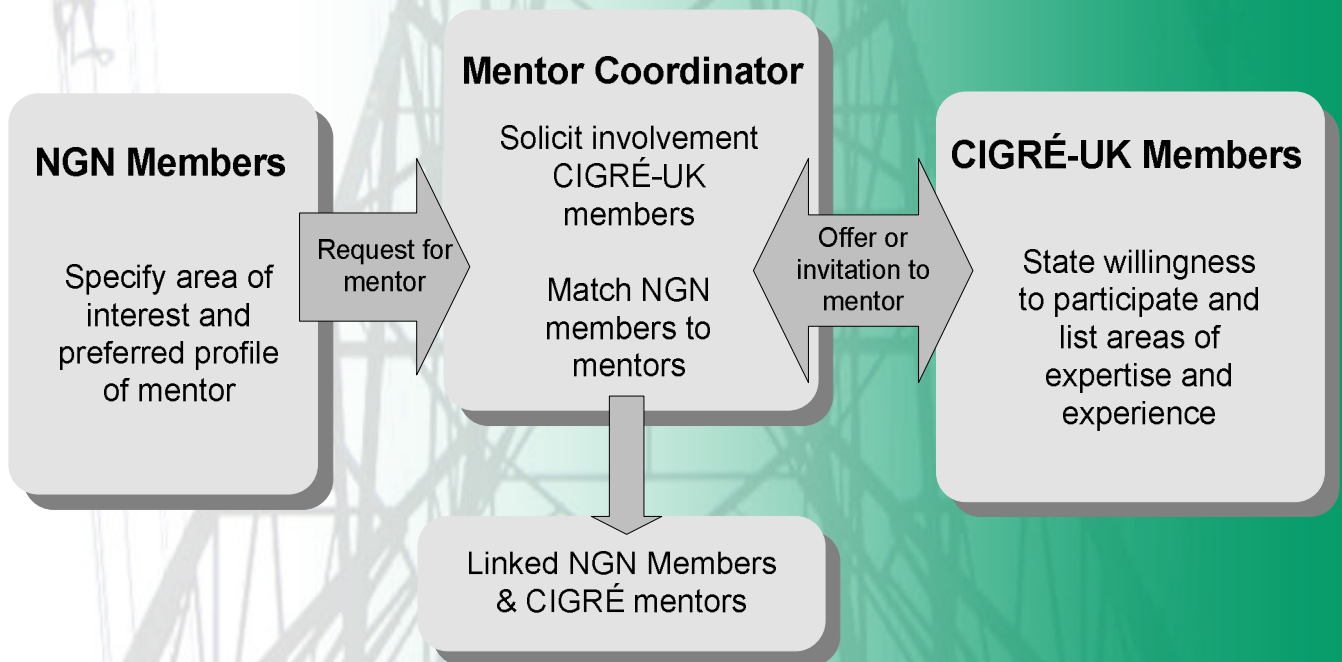 NGN Members
Specify area of
interest and
preferred profile
of mentor
Request for
mentor
Mentor Coordinator
Solicit involvement
CIGRÉ-UK
members
Match NGN
members to
mentors
Offer or
invitation to
mentor
CIGRÉ-UK Members
State willingness
to participate and
list areas of
expertise and
experience
Linked NGN Members
& CIGRÉ mentors